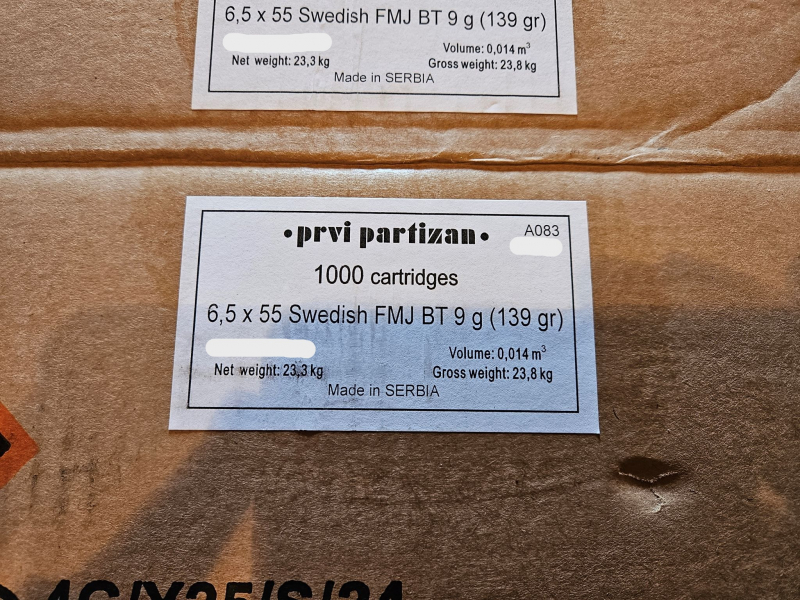 6,5 x 55 Swedish FMJ BT 9 g (139 gr)
Volume: 0,014 m³
Net weight: 23,3 kg
Gross weight: 23,8 kg
Made in SERBIA
•prvi partizan•
A083
1000 cartridges
6,5 x 55 Swedish FMJ BT 9 g (139 gr)
Volume: 0,014 m³
Net weight: 23,3 kg
Gross weight: 23,8 kg
Made in SERBIA
4G/Y25/S/24